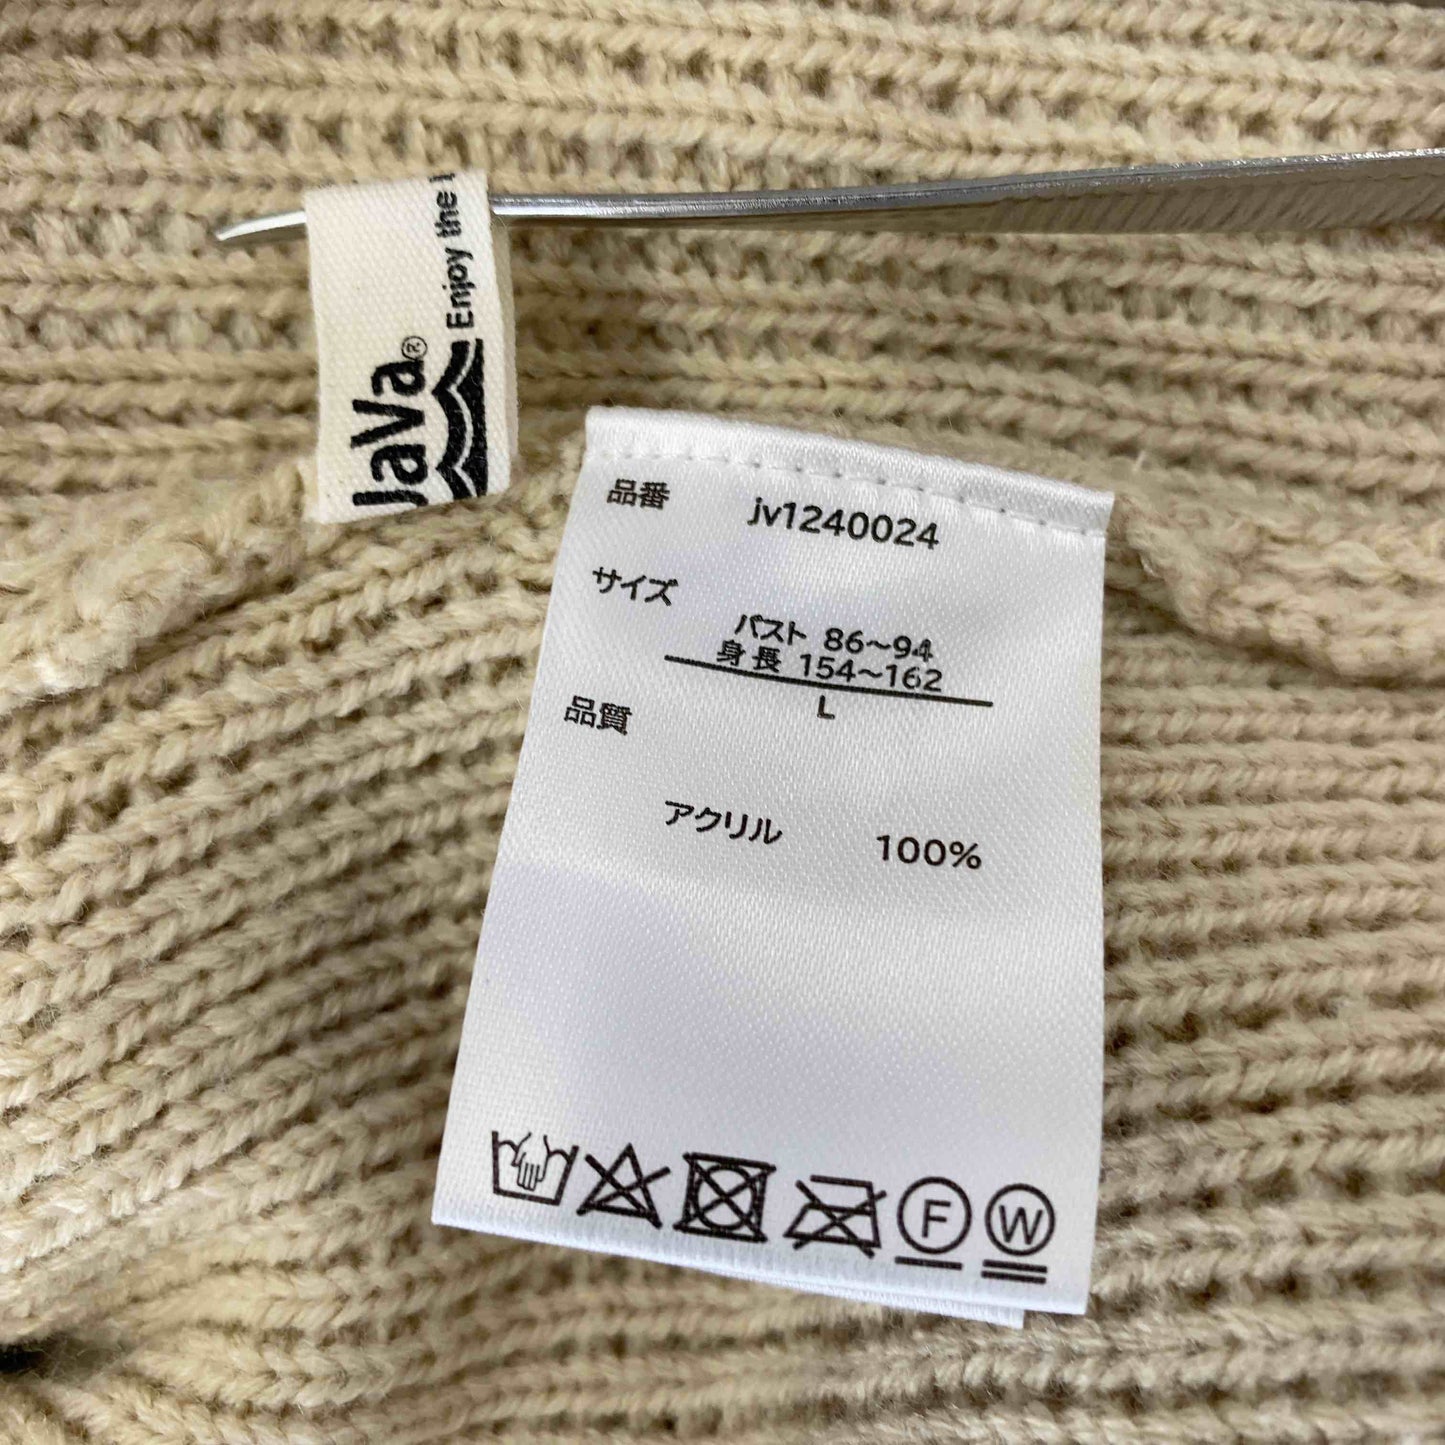 JaVa®
Enjoy the
品番 jv1240024
サイズ
バスト 86〜94
身長 154〜162
L
品質
アクリル 100%
F
W